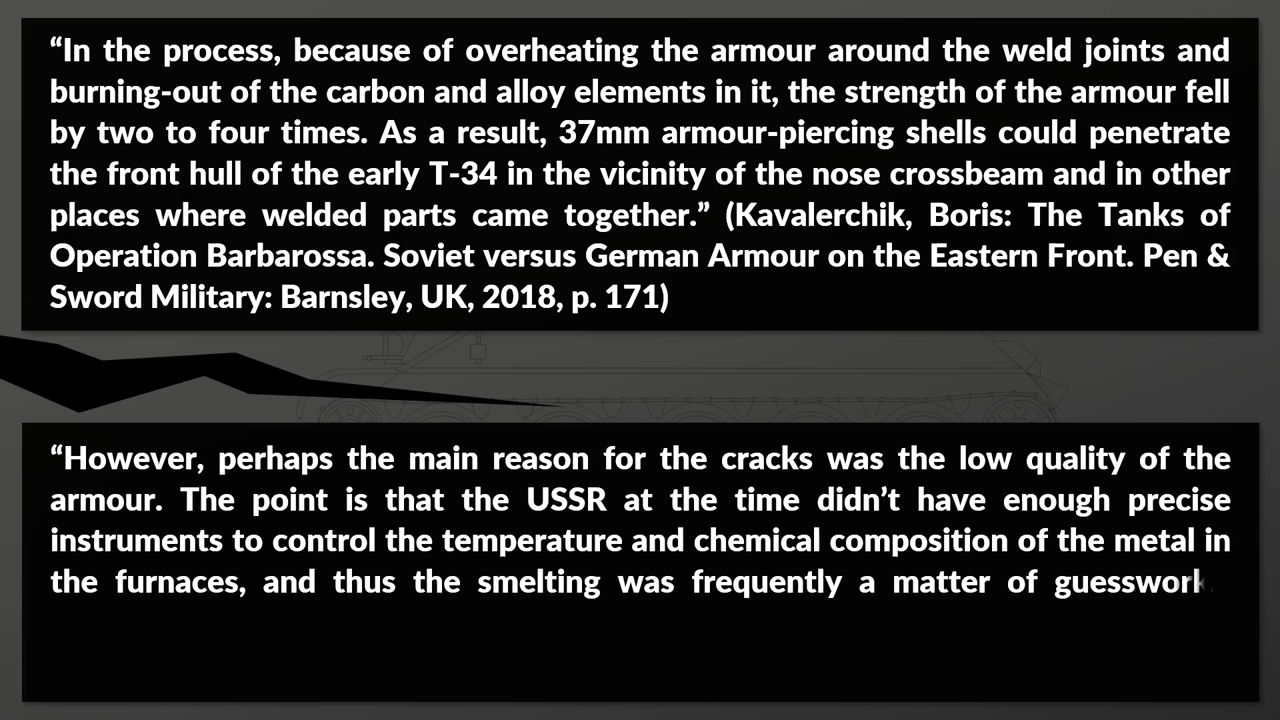 “In the process, because of overheating the armour around the weld joints and
burning-out of the carbon and alloy elements in it, the strength of the armour fell
by two to four times. As a result, 37mm armour-piercing shells could penetrate
the front hull of the early T-34 in the vicinity of the nose crossbeam and in other
places where welded parts came together.” (Kavalerchik, Boris: The Tanks of
Operation Barbarossa. Soviet versus German Armour on the Eastern Front. Pen &
Sword Military: Barnsley, UK, 2018, p. 171)
“However, perhaps the main reason for the cracks was the low quality of the
armour. The point is that the USSR at the time didn’t have enough precise
instruments to control the temperature and chemical composition of the metal in
the furnaces, and thus the smelting was frequently a matter of guesswork.